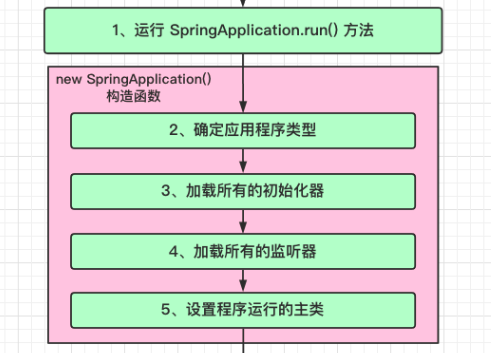 1、运行 SpringApplication.run() 方法
new SpringApplication()
构造函数
2、确定应用程序类型
3、加载所有的初始化器
4、加载所有的监听器
5、设置程序运行的主类